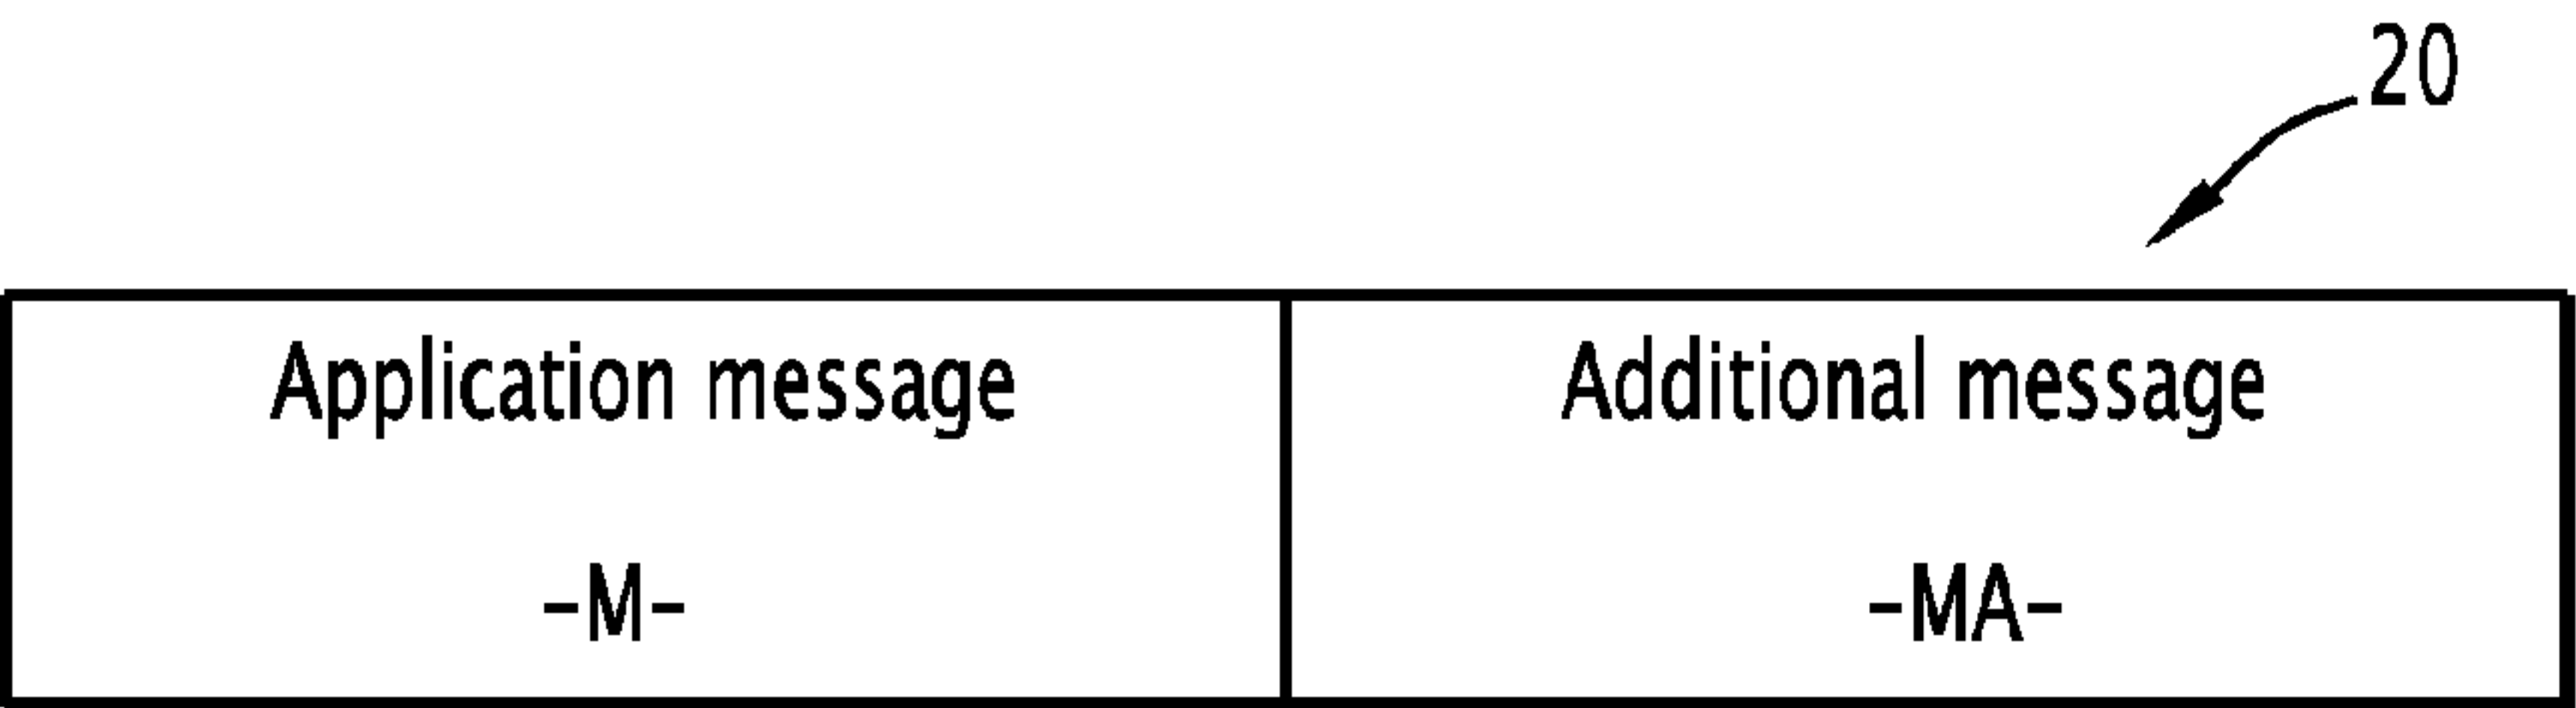 20
Application message
Additional message
-M-
-MA-